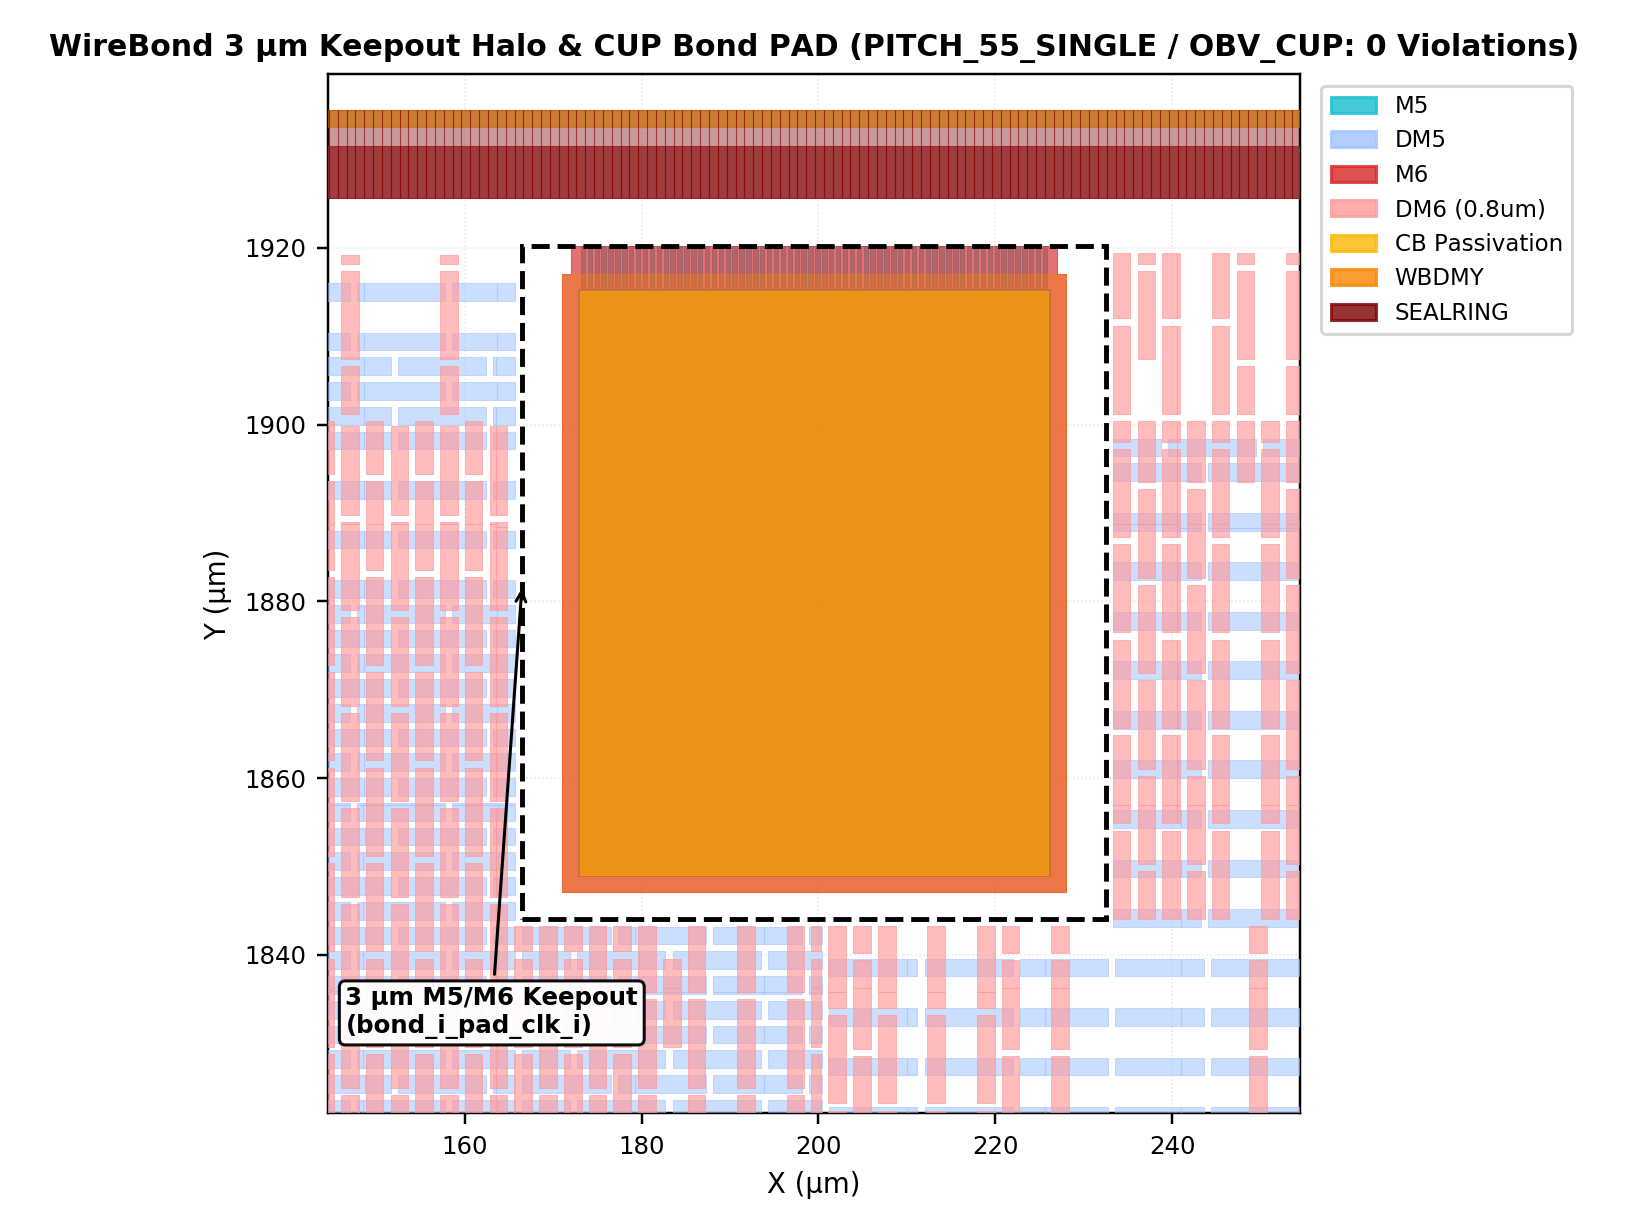 WireBond 3 µm Keepout Halo & CUP Bond PAD (PITCH_55_SINGLE / OBV_CUP: 0 Violations)
M5
DM5
M6
DM6 (0.8um)
CB Passivation
WBDMY
SEALRING
1920
1900
1880
1860
1840
Y (µm)
3 µm M5/M6 Keepout
(bond_i_pad_clk_i)
160
180
200
220
240
X (µm)